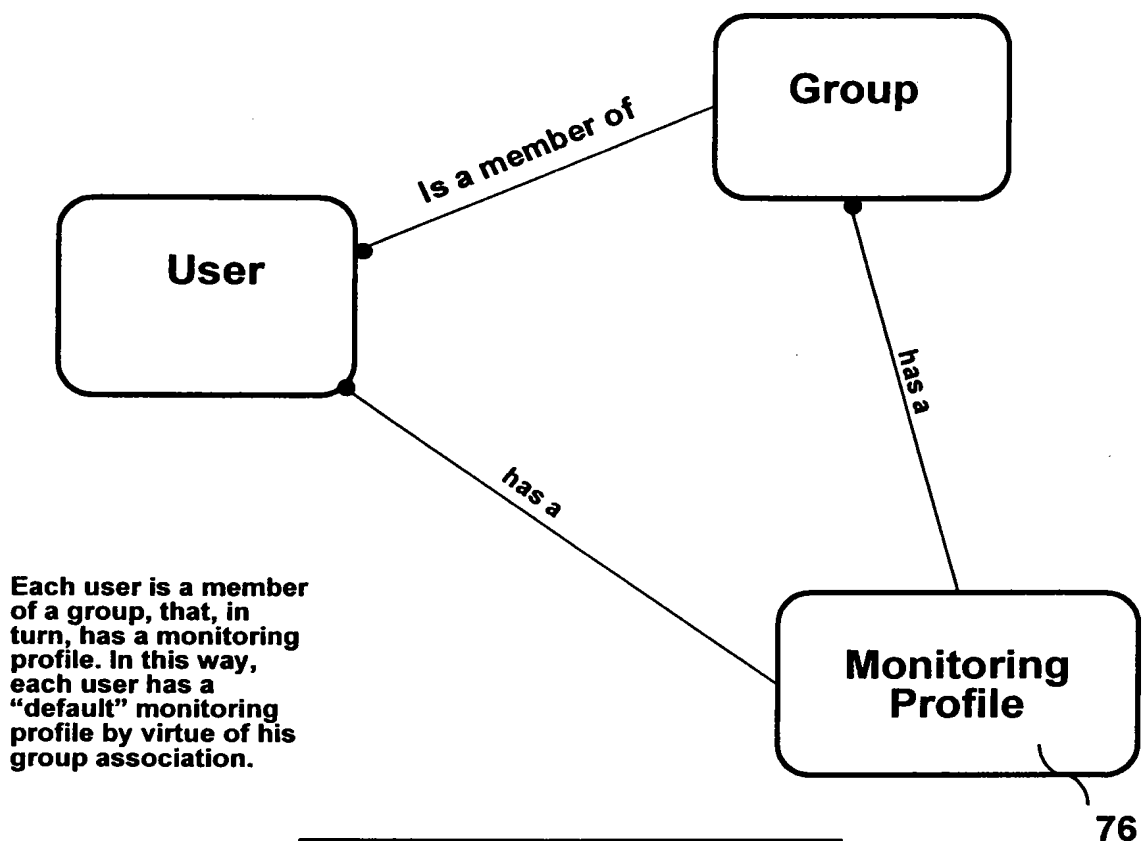 Group
Is a member of
User
has a
has a
Each user is a member
of a group, that, in
turn, has a monitoring
profile. In this way,
each user has a
“default” monitoring
profile by virtue of his
group association.
Monitoring
Profile
76